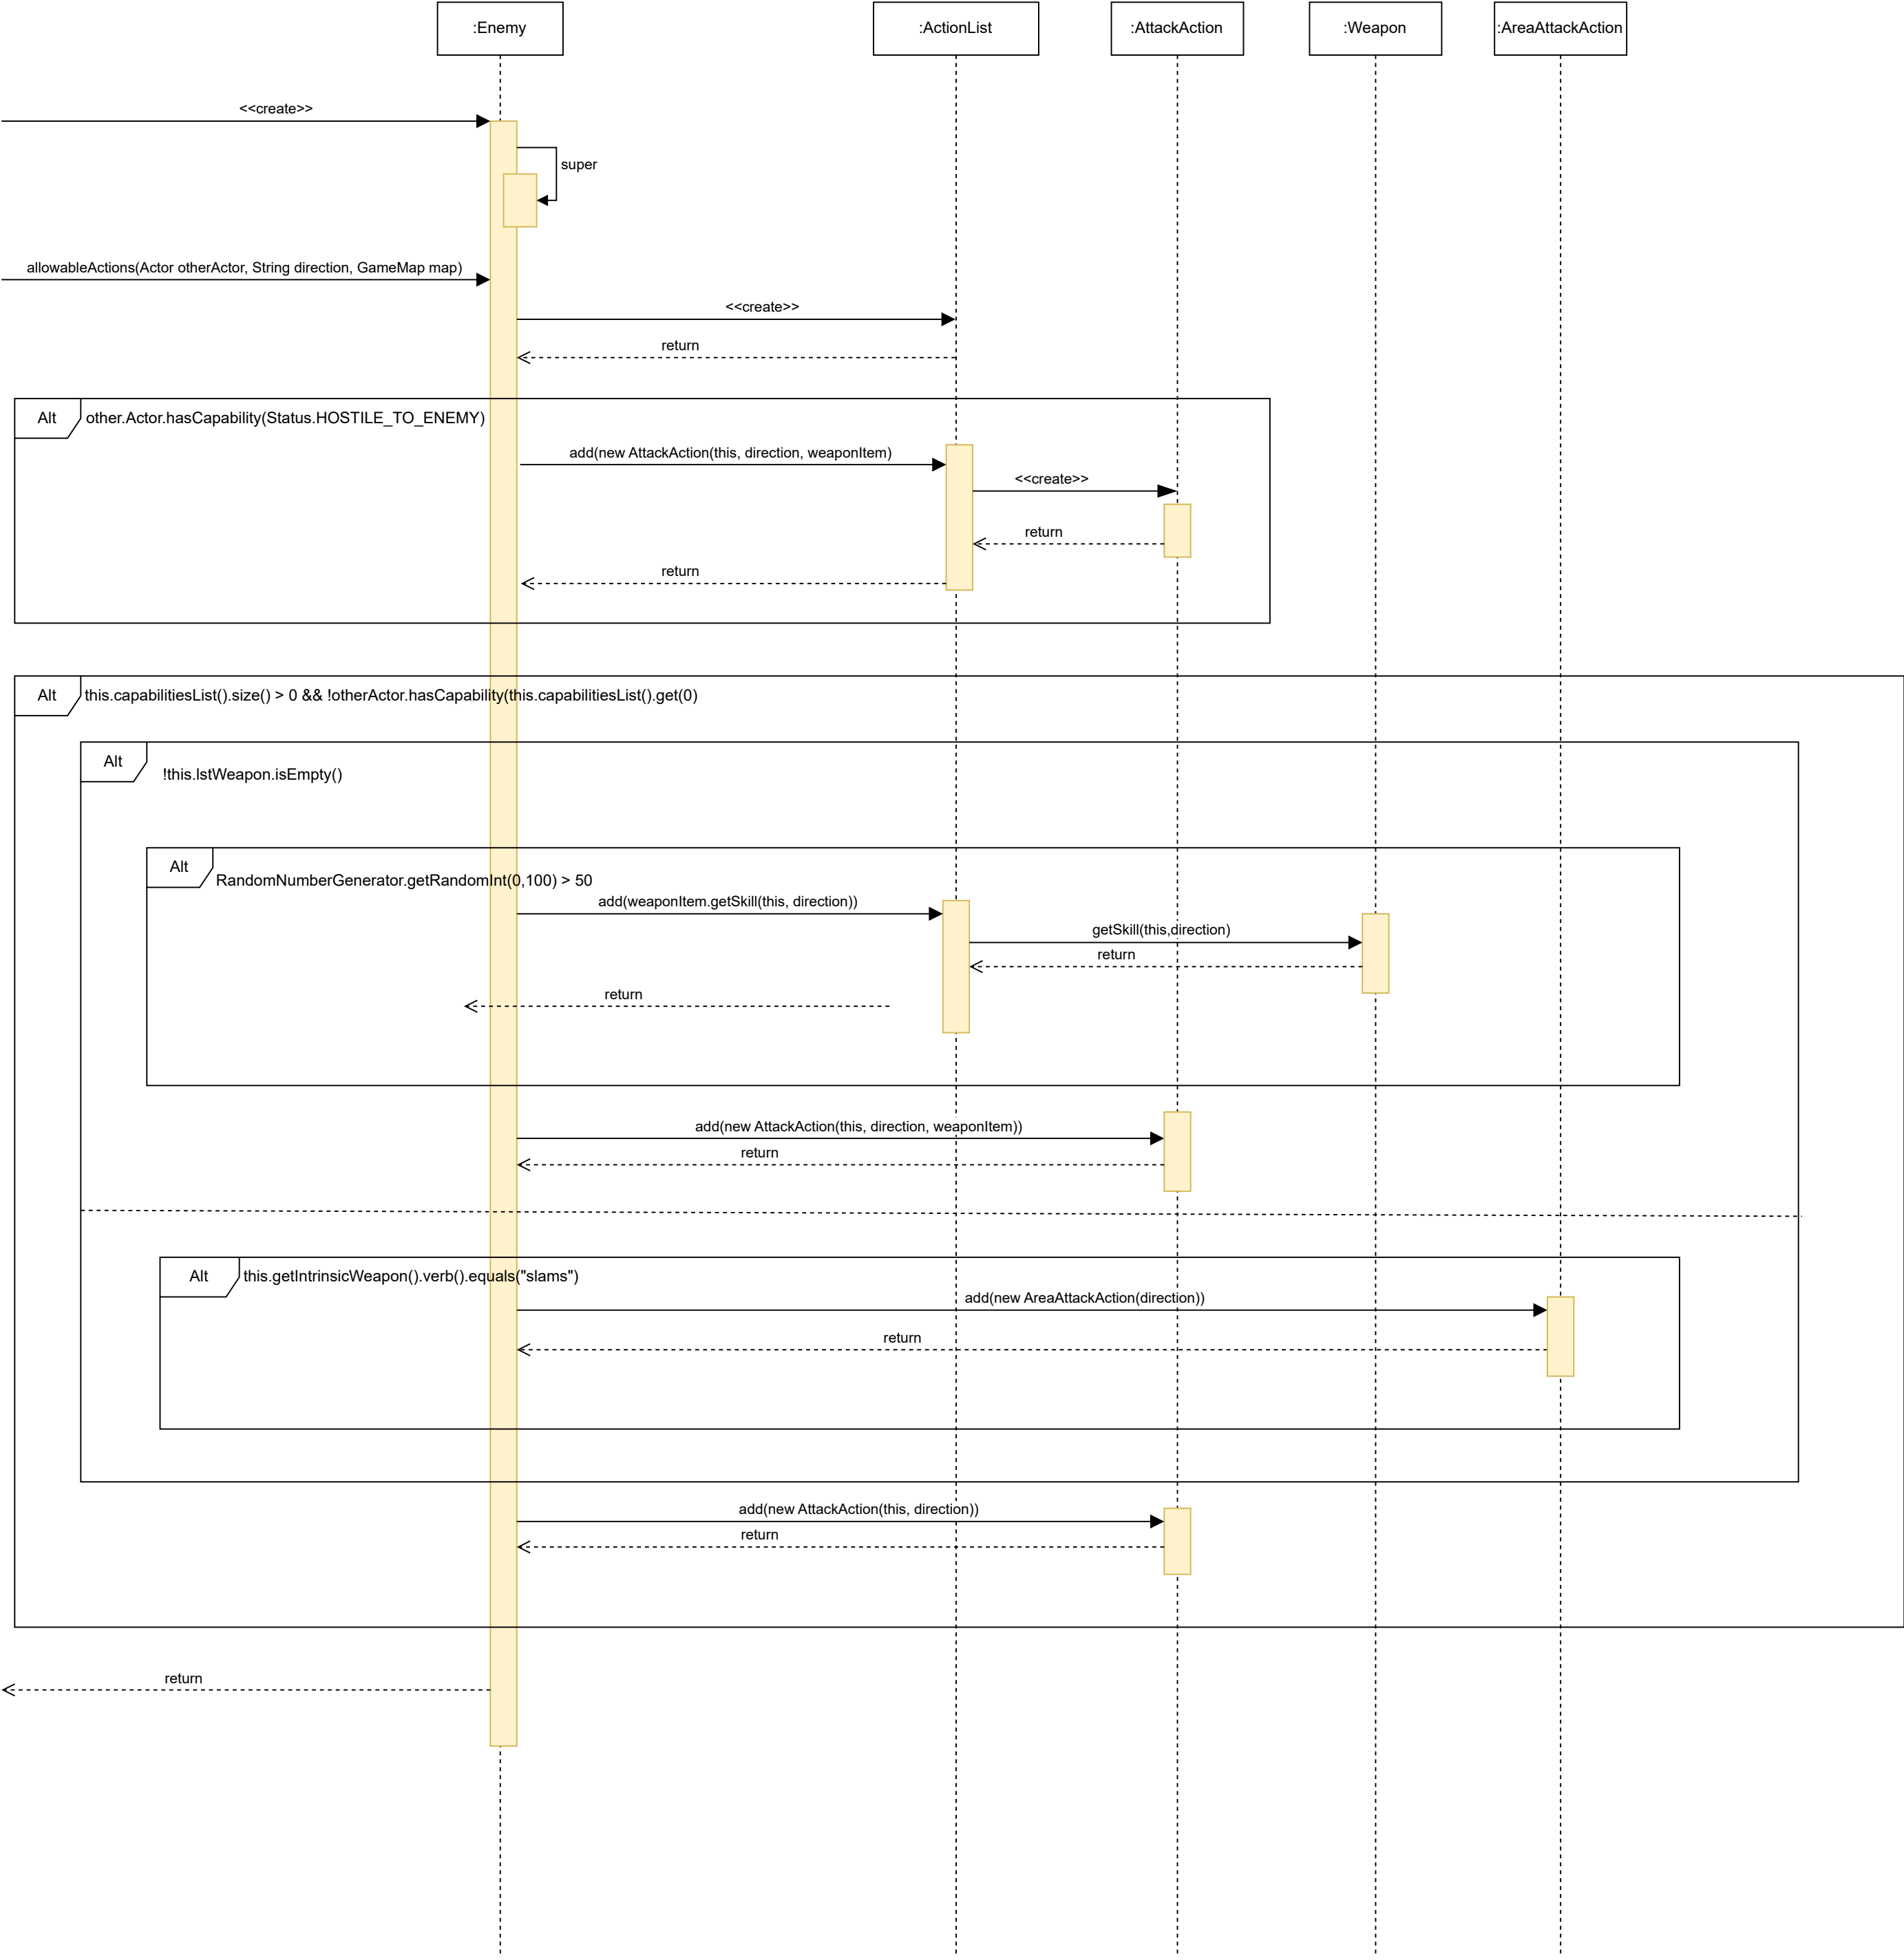 :Enemy
:ActionList
:AttackAction
:Weapon
:AreaAttackAction
<<create>>
super
allowableActions(Actor otherActor, String direction, GameMap map)
<<create>>
return
Alt
other.Actor.hasCapability(Status.HOSTILE_TO_ENEMY)
add(new AttackAction(this, direction, weaponItem)
<<create>>
return
return
Alt
this.capabilitiesList().size() > 0 && !otherActor.hasCapability(this.capabilitiesList().get(0)
Alt
!this.lstWeapon.isEmpty()
Alt
RandomNumberGenerator.getRandomInt(0,100) > 50
add(weaponItem.getSkill(this, direction))
getSkill(this,direction)
return
return
add(new AttackAction(this, direction, weaponItem))
return
Alt
this.getIntrinsicWeapon().verb().equals("slams")
add(new AreaAttackAction(direction))
return
add(new AttackAction(this, direction))
return
return